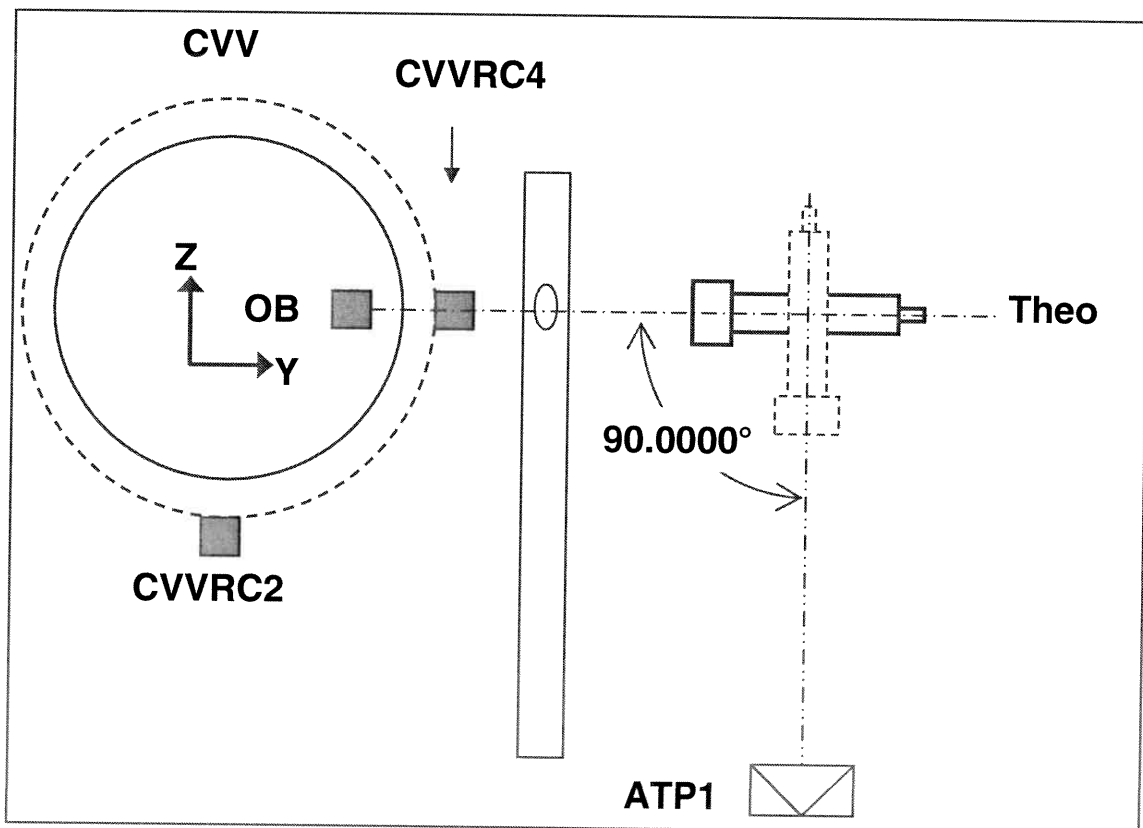 CVV
CVVRC4
Z
OB
Theo
Y
90.0000°
CVVRC2
ATP1